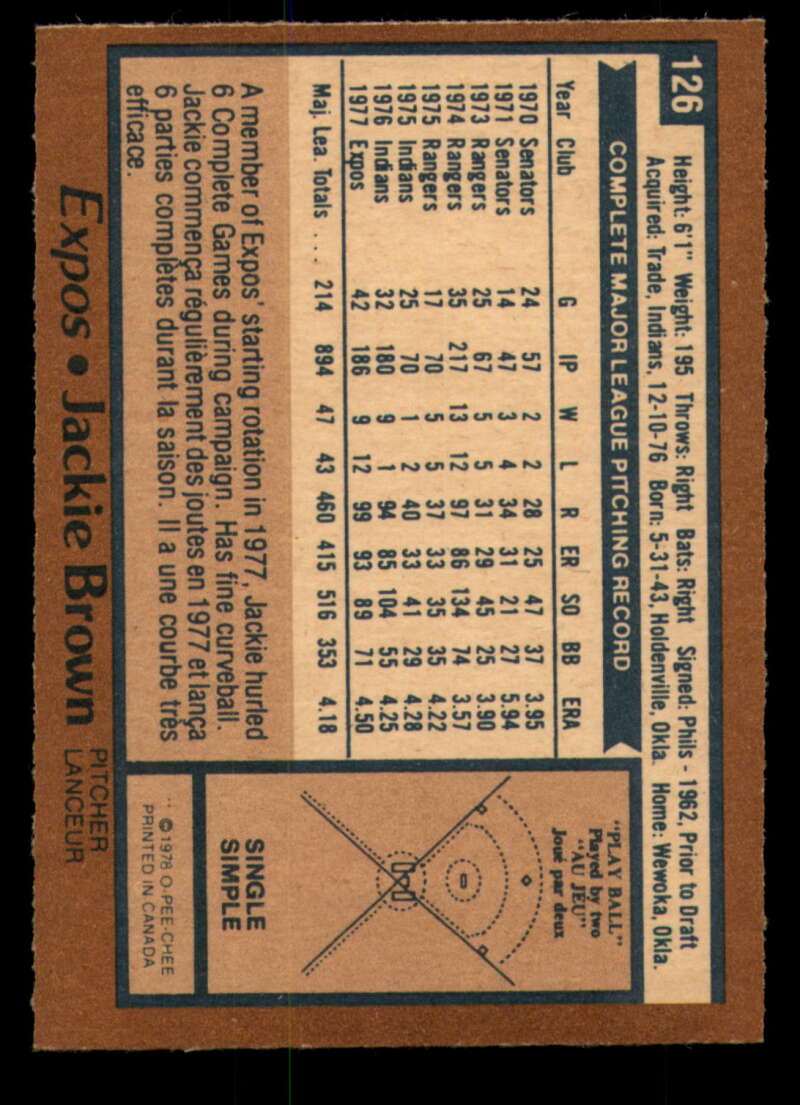 126
Height: 6'1" Weight: 195 Throws: Right Bats: Right Signed: Phils - 1962, Prior to Draft
Acquired: Trade, Indians, 12-10-76 Born: 5-31-43, Holdenville, Okla. Home: Wewoka, Okla.
COMPLETE MAJOR LEAGUE PITCHING RECORD
Year Club G IP W L R ER SO BB ERA
1970 Senators 24 57 2 2 28 25 47 37 3.95
1971 Senators 14 47 3 4 34 31 21 27 5.94
1973 Rangers 25 67 5 5 31 29 45 25 3.90
1974 Rangers 35 217 13 12 97 86 134 74 3.57
1975 Rangers 17 70 5 5 37 33 35 35 4.22
1975 Indians 25 70 1 2 40 33 41 29 4.28
1976 Indians 32 180 9 1 94 85 104 55 4.25
1977 Expos 42 186 9 12 99 93 89 71 4.50
Maj. Lea. Totals ... 214 894 47 43 460 415 516 353 4.18
A member of Expos' starting rotation in 1977, Jackie hurled
6 Complete Games during campaign. Has fine curveball.
Jackie commença régulièrement des joutes en 1977 et lança
6 parties complètes durant la saison. Il a une courbe très
efficace.
"PLAY BALL"
Played by two
"AU JEU"
Joué par deux
SINGLE
SIMPLE
© 1978 O-PEE-CHEE
PRINTED IN CANADA
Expos • Jackie Brown PITCHER
LANCEUR